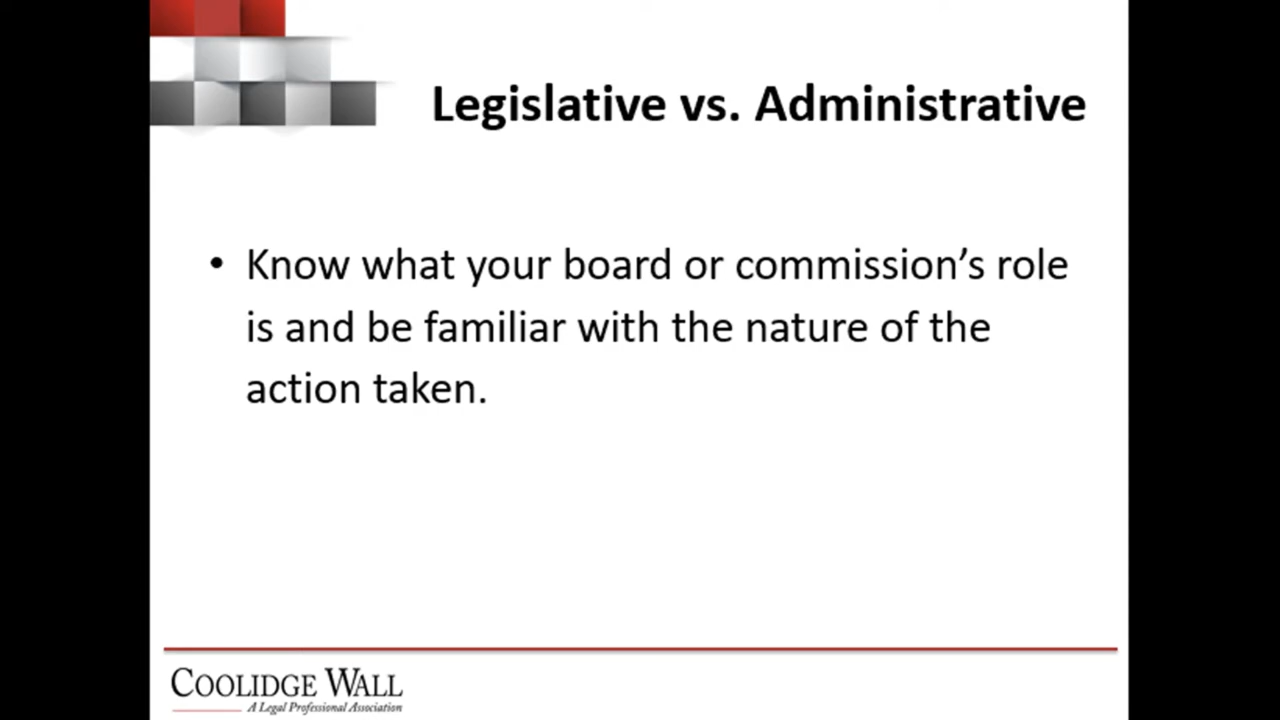 Legislative vs. Administrative
• Know what your board or commission's role
is and be familiar with the nature of the
action taken.
COOLIDGE WALL
A Legal Professional Association